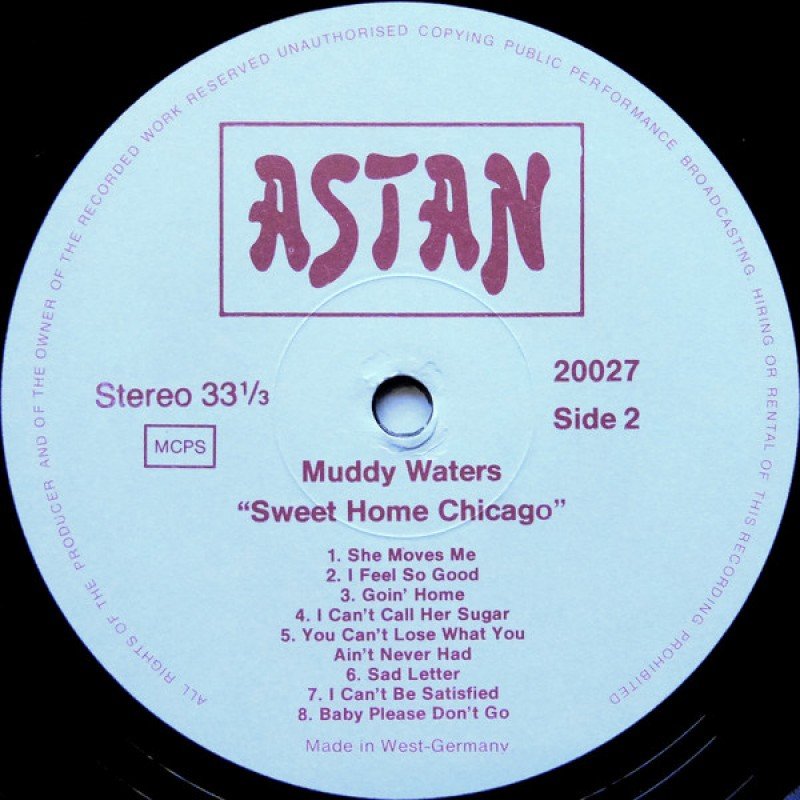 ALL RIGHTS OF THE PRODUCER AND OF THE OWNER OF THE RECORDED WORK RESERVED UNAUTHORISED COPYING PUBLIC PERFORMANCE BROADCASTING HIRING OR RENTAL OF THIS RECORDING PROHIBITED
ASTAN
Stereo 33 1/3
MCPS
20027
Side 2
Muddy Waters
“Sweet Home Chicago”
1. She Moves Me
2. I Feel So Good
3. Goin’ Home
4. I Can’t Call Her Sugar
5. You Can’t Lose What You
Ain’t Never Had
6. Sad Letter
7. I Can’t Be Satisfied
8. Baby Please Don’t Go
Made in West-Germany